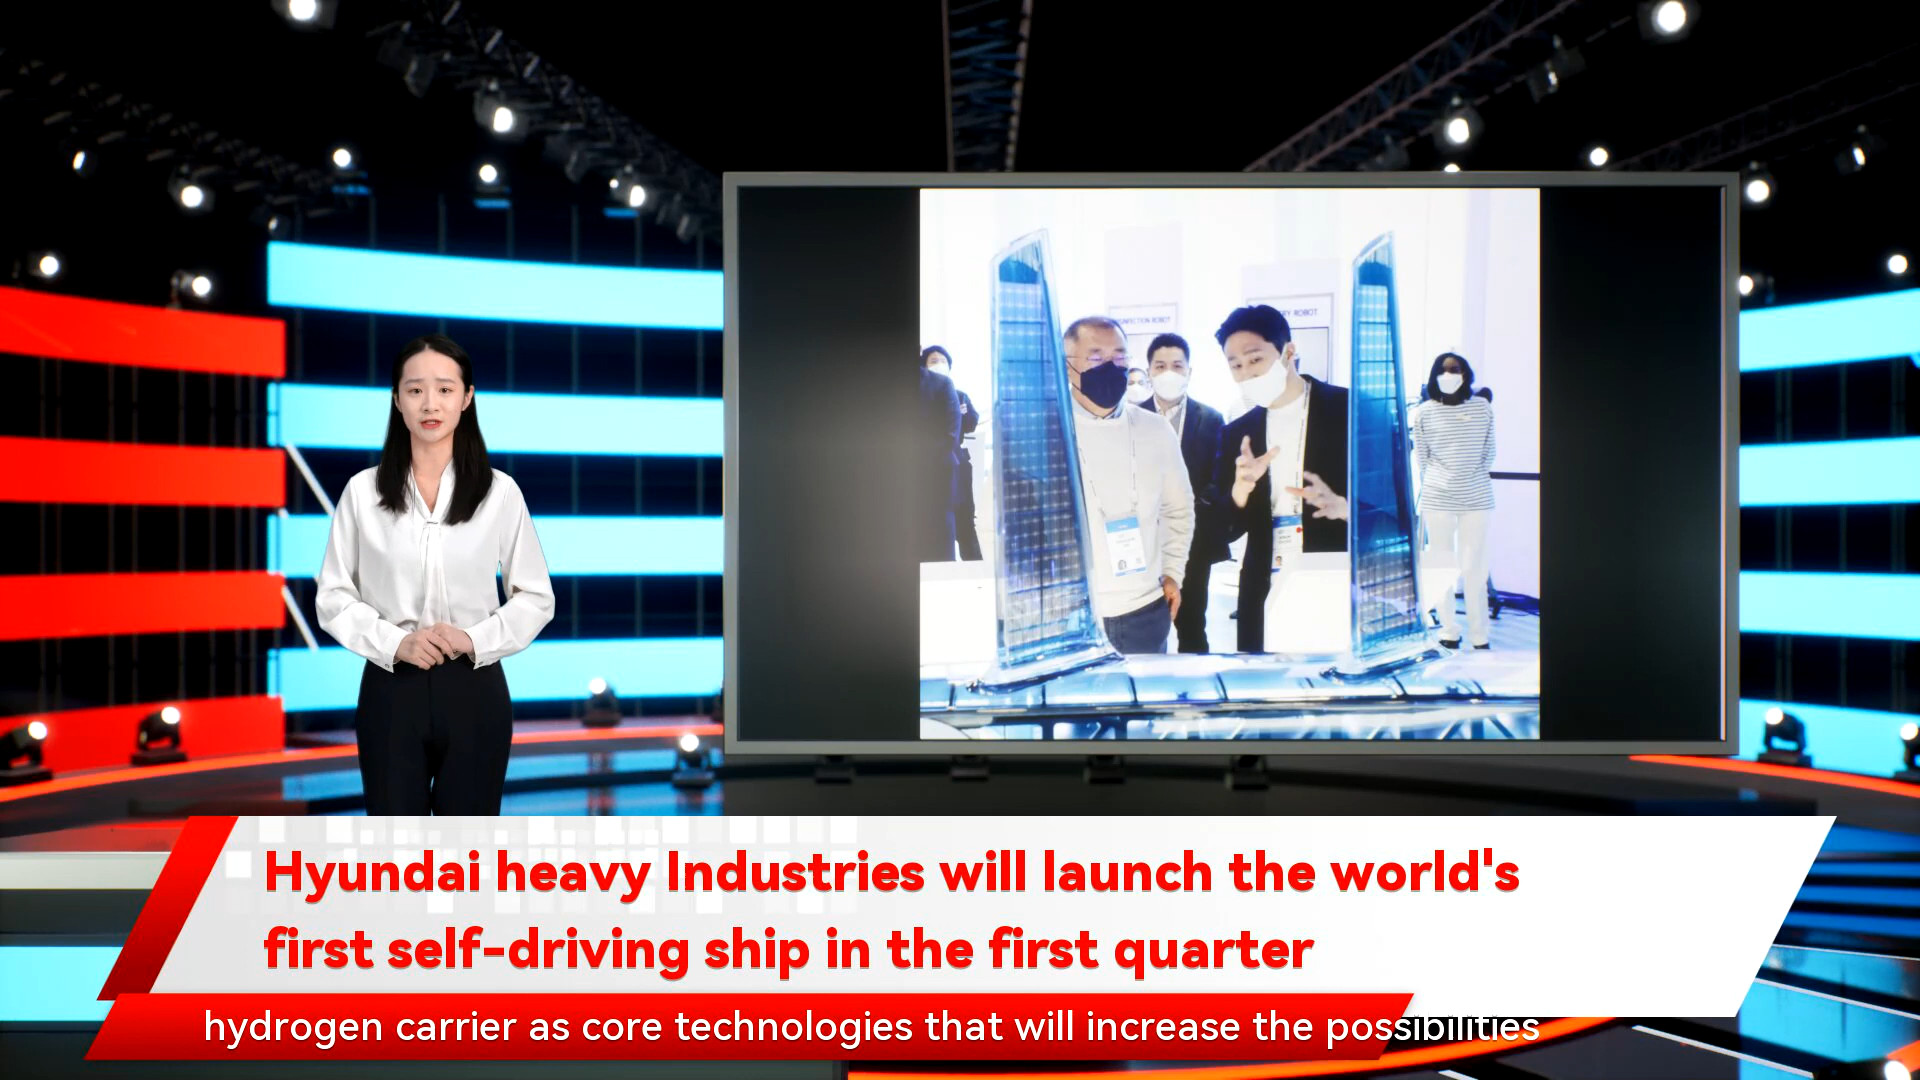 Hyundai heavy Industries will launch the world's
first self-driving ship in the first quarter
hydrogen carrier as core technologies that will increase the possibilities